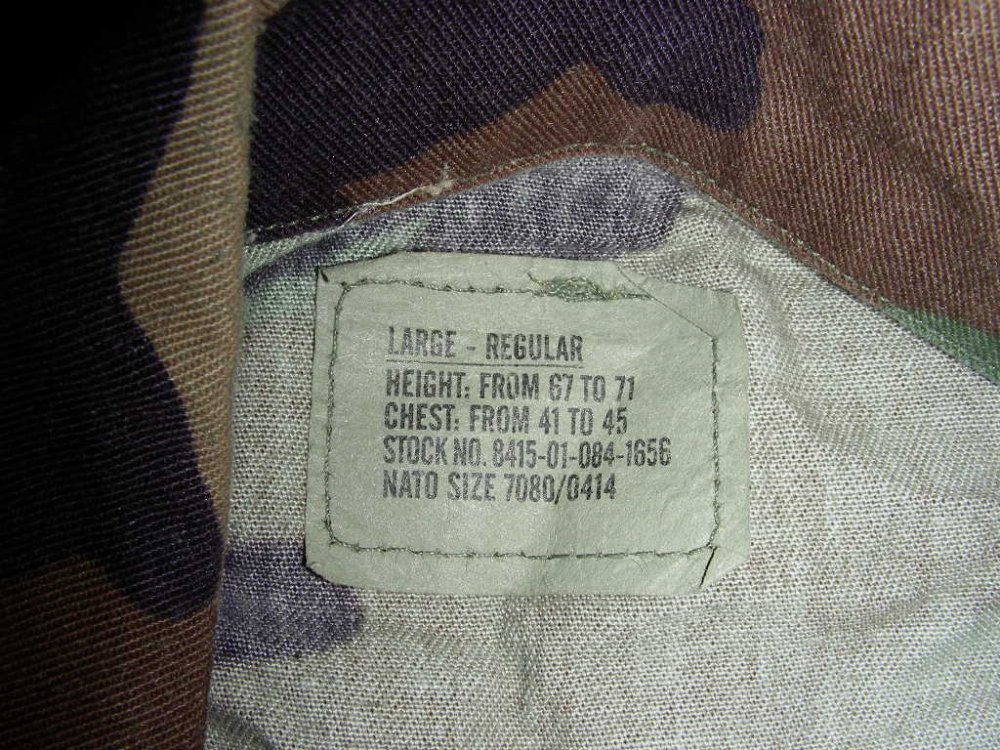 LARGE - REGULAR
HEIGHT: FROM 67 TO 71
CHEST: FROM 41 TO 45
STOCK NO. 8415-01-084-1656
NATO SIZE 7080/0414